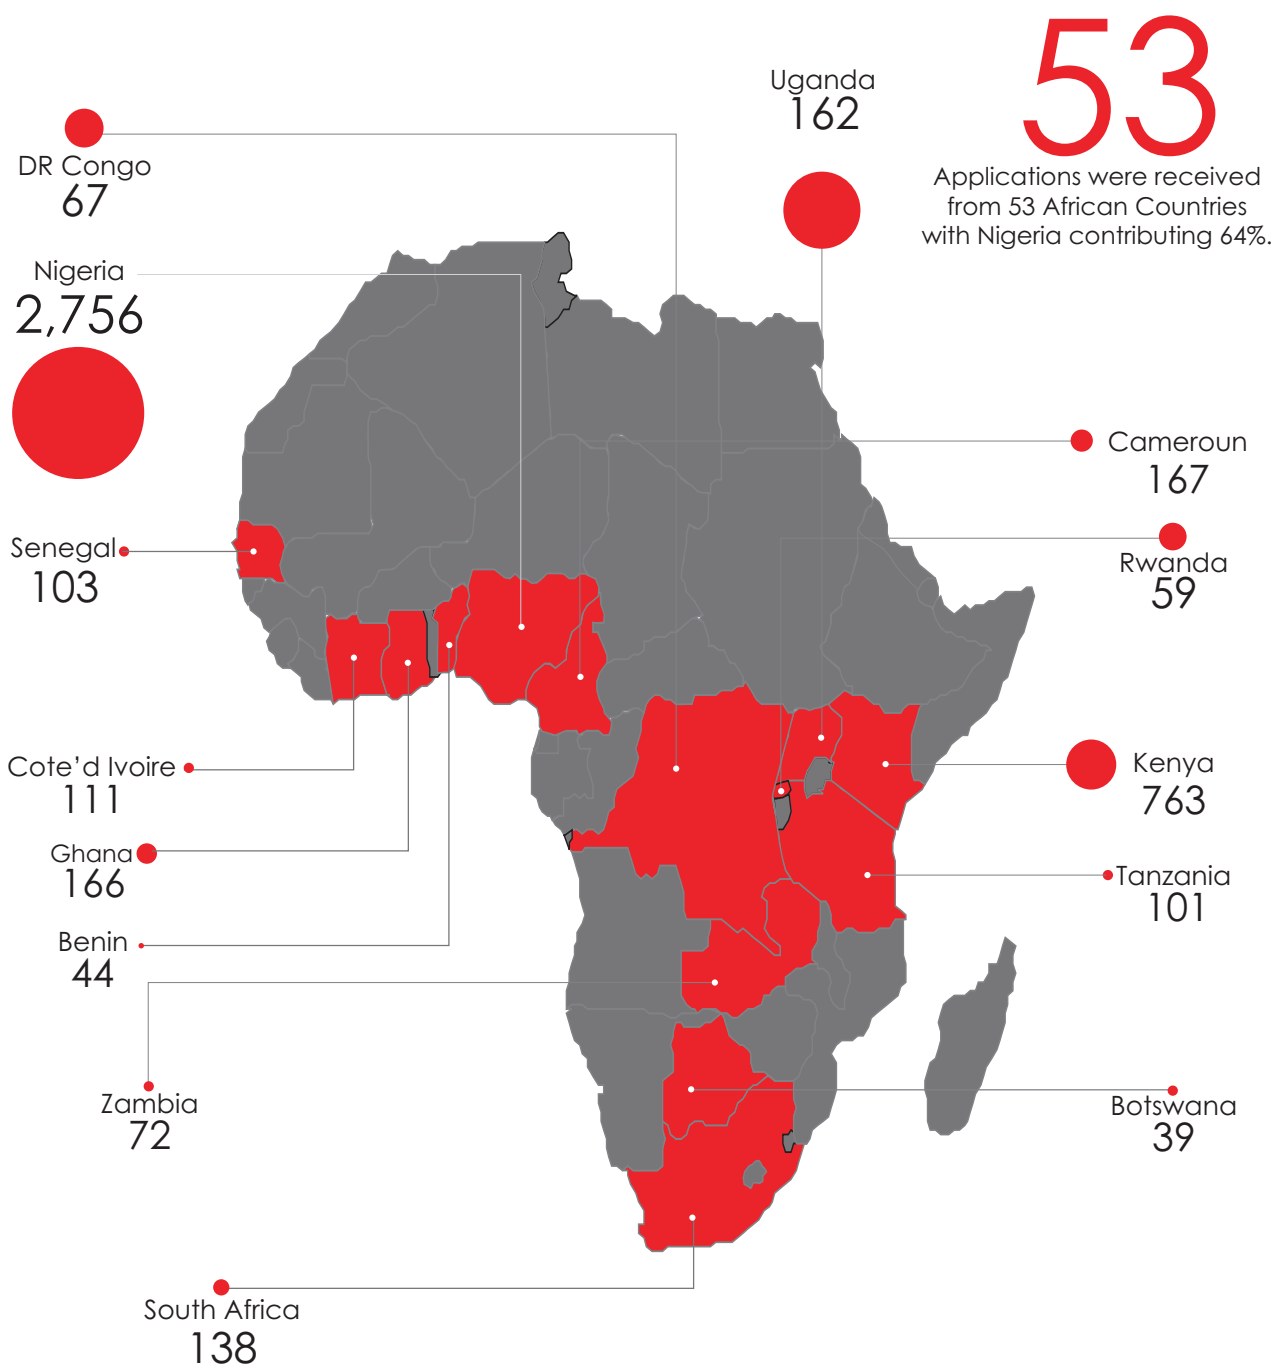 53
Applications were received
from 53 African Countries
with Nigeria contributing 64%.
Uganda
162
DR Congo
67
Nigeria
2,756
Cameroun
167
Senegal
103
Rwanda
59
Cote'd Ivoire
111
Kenya
763
Ghana
166
Tanzania
101
Benin
44
Zambia
72
Botswana
39
South Africa
138